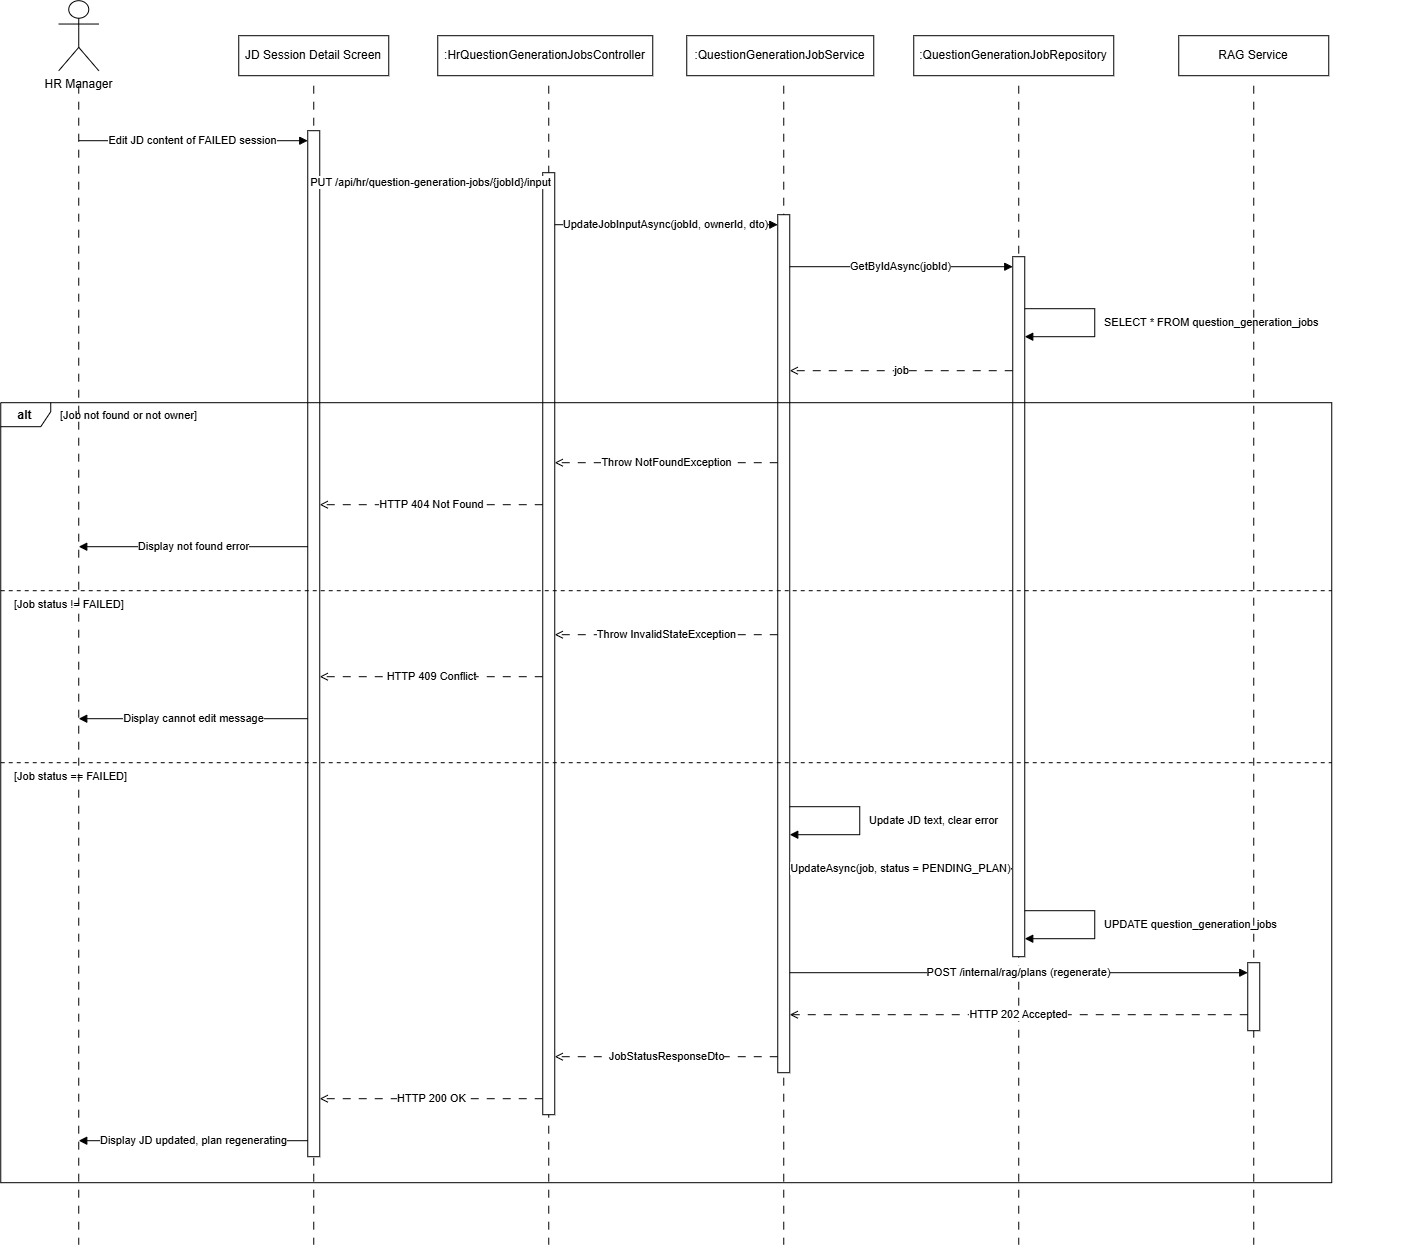 HR Manager
JD Session Detail Screen
:HrQuestionGenerationJobsController
:QuestionGenerationJobService
:QuestionGenerationJobRepository
RAG Service
Edit JD content of FAILED session
PUT /api/hr/question-generation-jobs/{jobId}/input
UpdateJobInputAsync(jobId, ownerId, dto)
GetByIdAsync(jobId)
SELECT * FROM question_generation_jobs
job
alt
[Job not found or not owner]
Throw NotFoundException
HTTP 404 Not Found
Display not found error
[Job status != FAILED]
Throw InvalidStateException
HTTP 409 Conflict
Display cannot edit message
[Job status == FAILED]
Update JD text, clear error
UpdateAsync(job, status = PENDING_PLAN)
UPDATE question_generation_jobs
POST /internal/rag/plans (regenerate)
HTTP 202 Accepted
JobStatusResponseDto
HTTP 200 OK
Display JD updated, plan regenerating